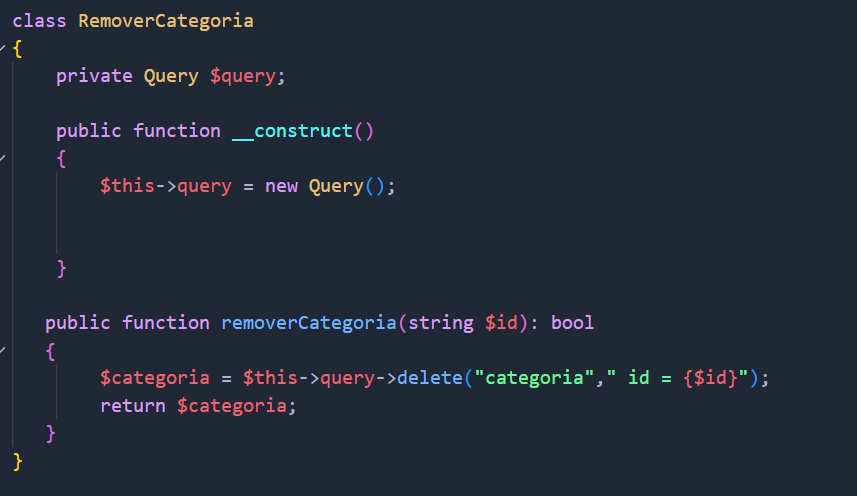 class RemoverCategoria
{
    private Query $query;
    public function __construct()
    {
        $this->query = new Query();
    }
    public function removerCategoria(string $id): bool
    {
        $categoria = $this->query->delete("categoria"," id = {$id}");
        return $categoria;
    }
}